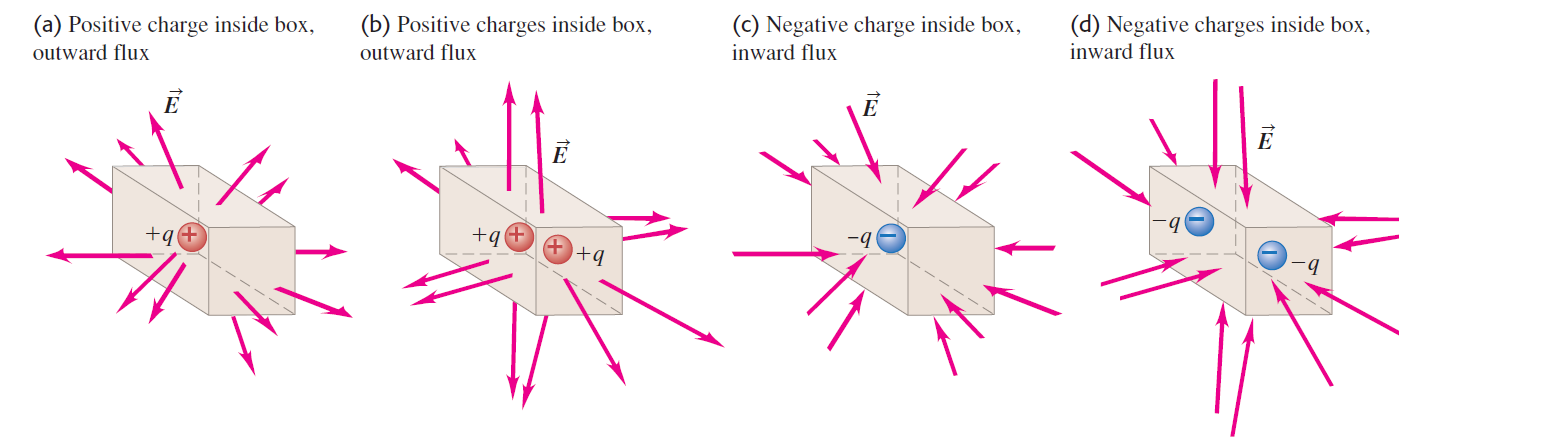 (a) Positive charge inside box,
outward flux
E⃗
+q
+
(b) Positive charges inside box,
outward flux
E⃗
+q
+
+
+q
(c) Negative charge inside box,
inward flux
E⃗
−q
−
(d) Negative charges inside box,
inward flux
E⃗
−q
−
−
−q